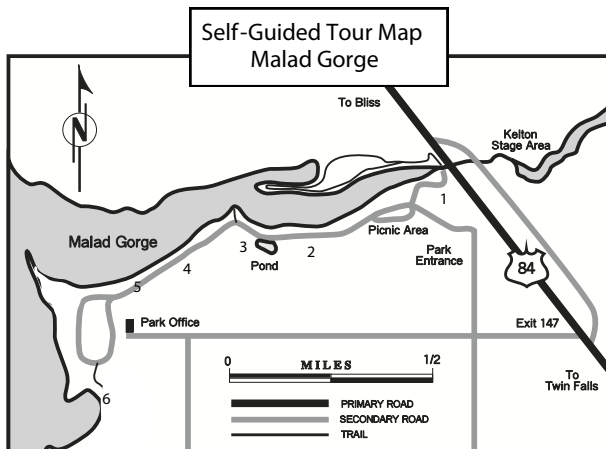 Self-Guided Tour Map
Malad Gorge
To Bliss
N
Kelton
Stage Area
1
Picnic Area
Park
Entrance
Malad Gorge
3
2
4
Pond
84
5
Park Office
Exit 147
0 MILES 1/2
To
Twin Falls
6
PRIMARY ROAD
SECONDARY ROAD
TRAIL